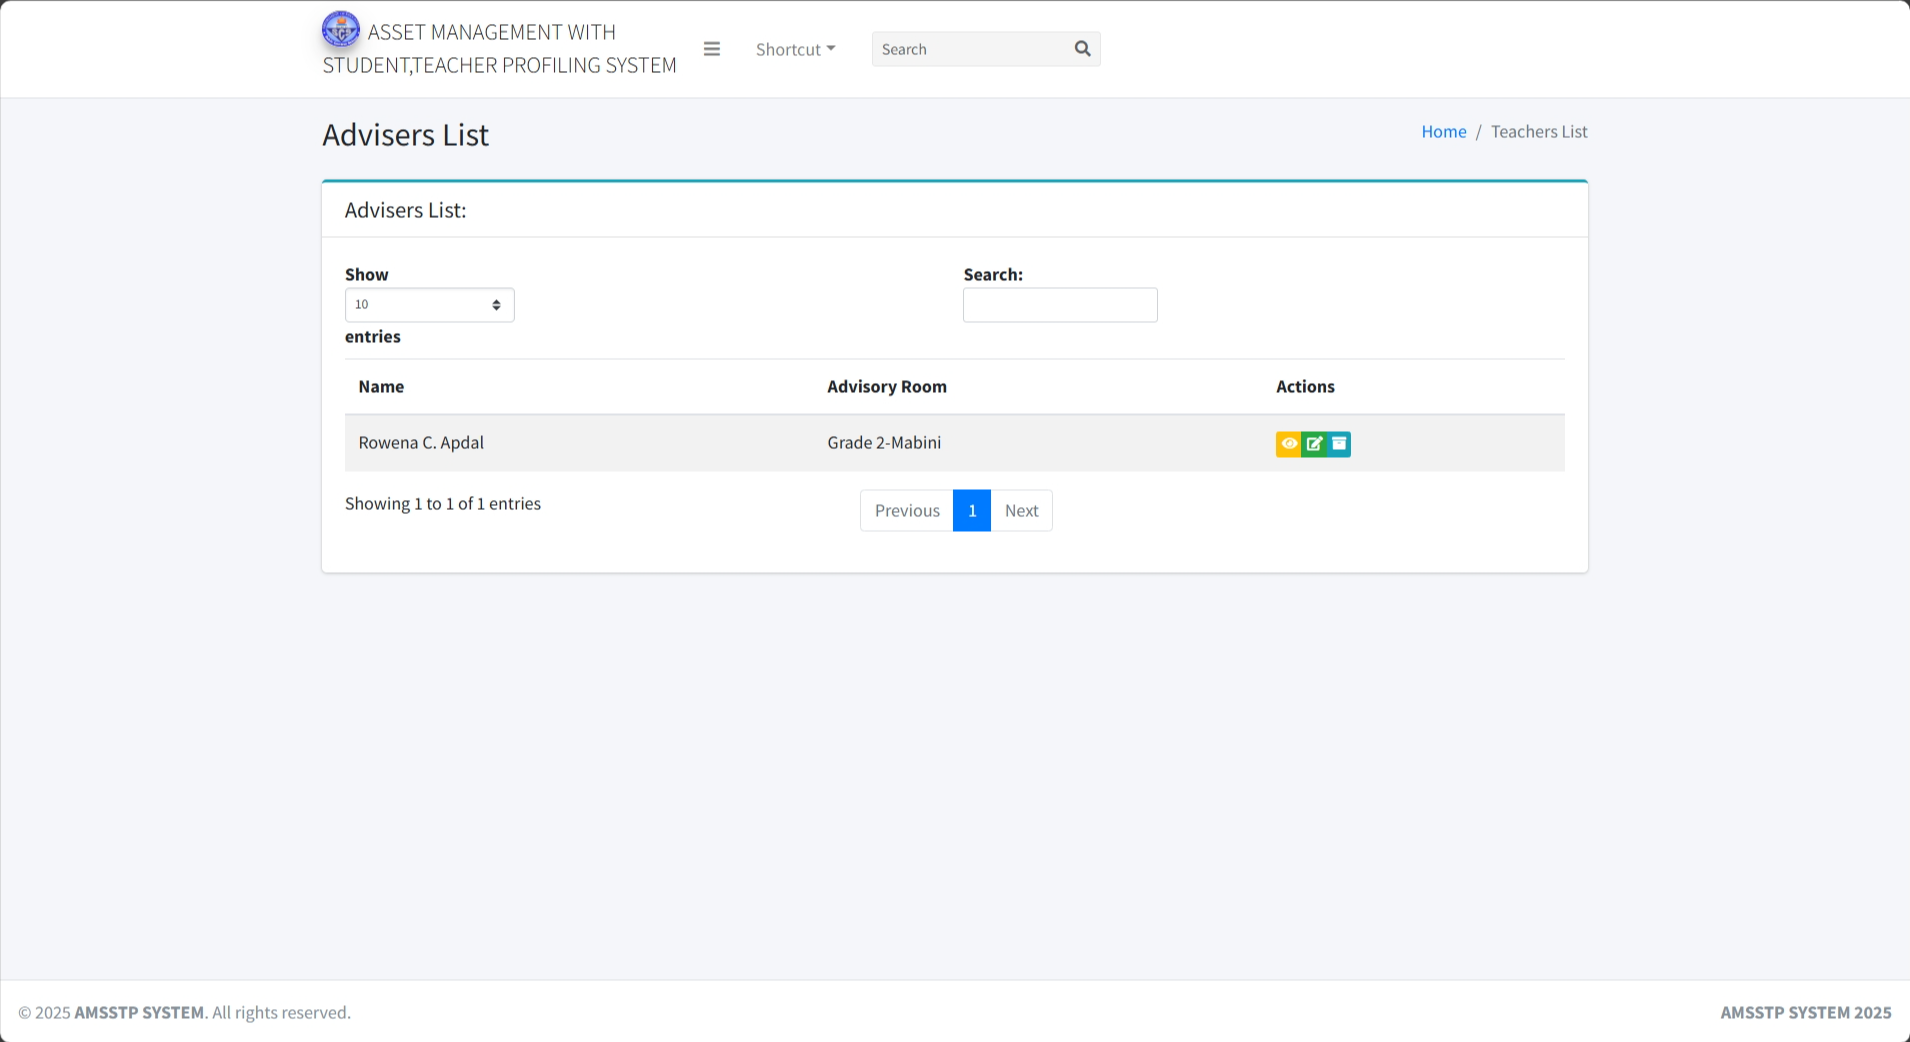 ASSET MANAGEMENT WITH
STUDENT,TEACHER PROFILING SYSTEM
Shortcut
Search
Advisers List
Home / Teachers List
Advisers List:
Show
10
entries
Search:
Name Advisory Room Actions
Rowena C. Apdal Grade 2-Mabini
Showing 1 to 1 of 1 entries
Previous 1 Next
© 2025 AMSSTP SYSTEM. All rights reserved.
AMSSTP SYSTEM 2025